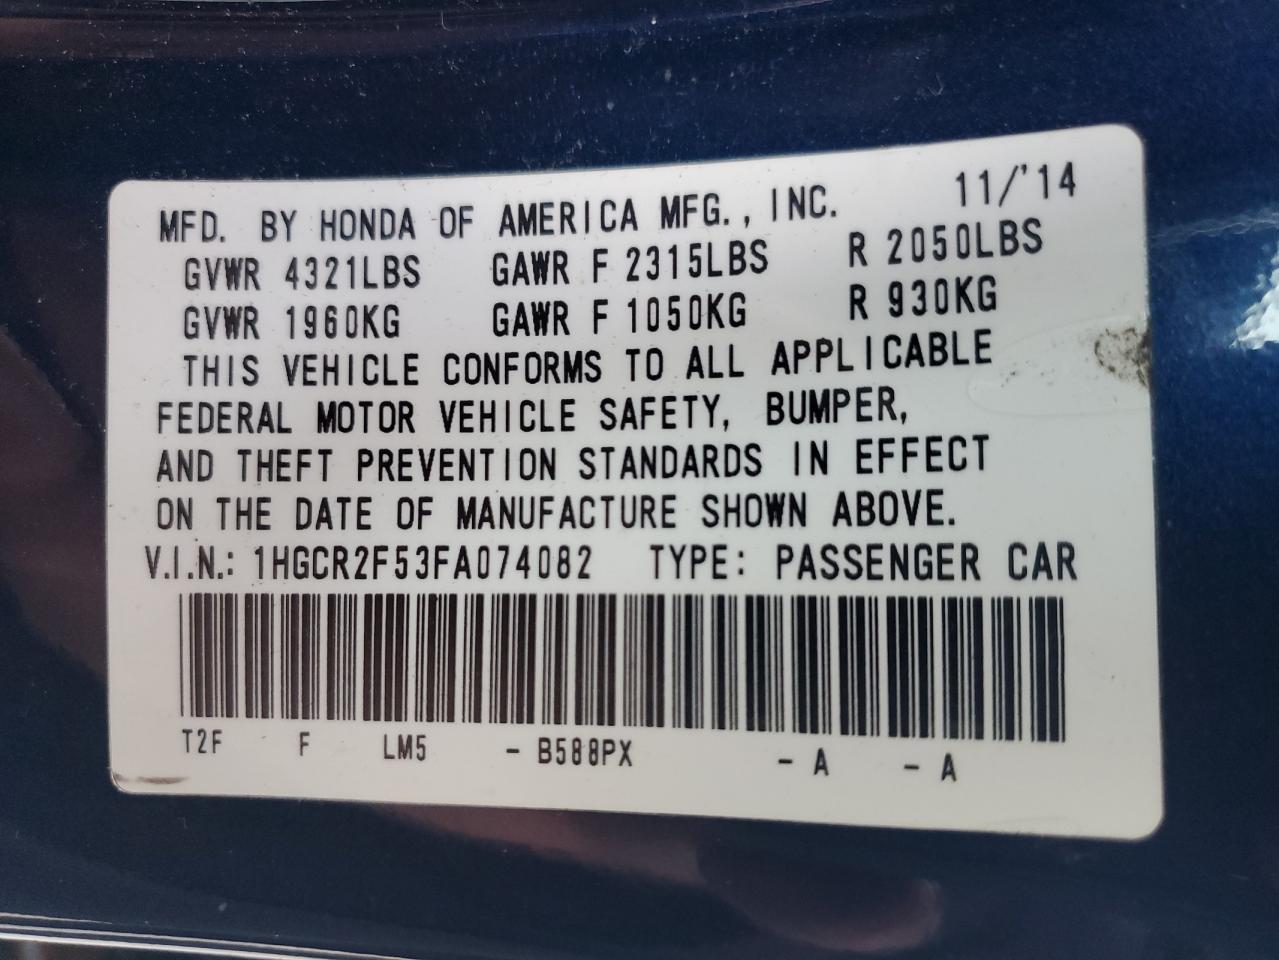 MFD. BY HONDA OF AMERICA MFG., INC. 11/'14
GVWR 4321LBS GAWR F 2315LBS R 2050LBS
GVWR 1960KG GAWR F 1050KG R 930KG
THIS VEHICLE CONFORMS TO ALL APPLICABLE
FEDERAL MOTOR VEHICLE SAFETY, BUMPER,
AND THEFT PREVENTION STANDARDS IN EFFECT
ON THE DATE OF MANUFACTURE SHOWN ABOVE.
V.I.N.: 1HGCR2F53FA074082 TYPE: PASSENGER CAR
T2F F LM5 - B588PX - A - A